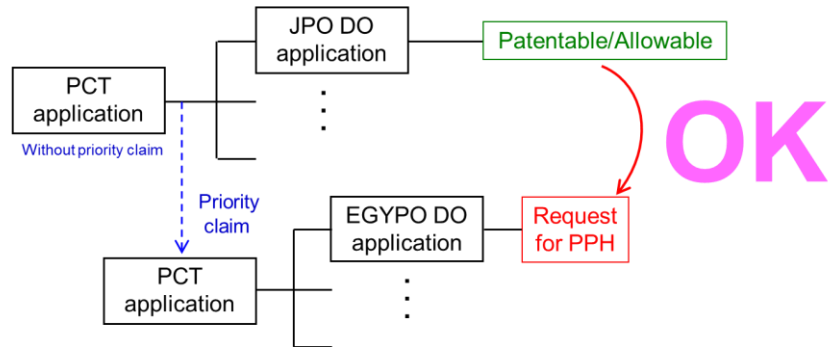 JPO DO
application
Patentable/Allowable
PCT
application
OK
Without priority claim
Priority
claim
EGYPO DO
application
Request
for PPH
PCT
application